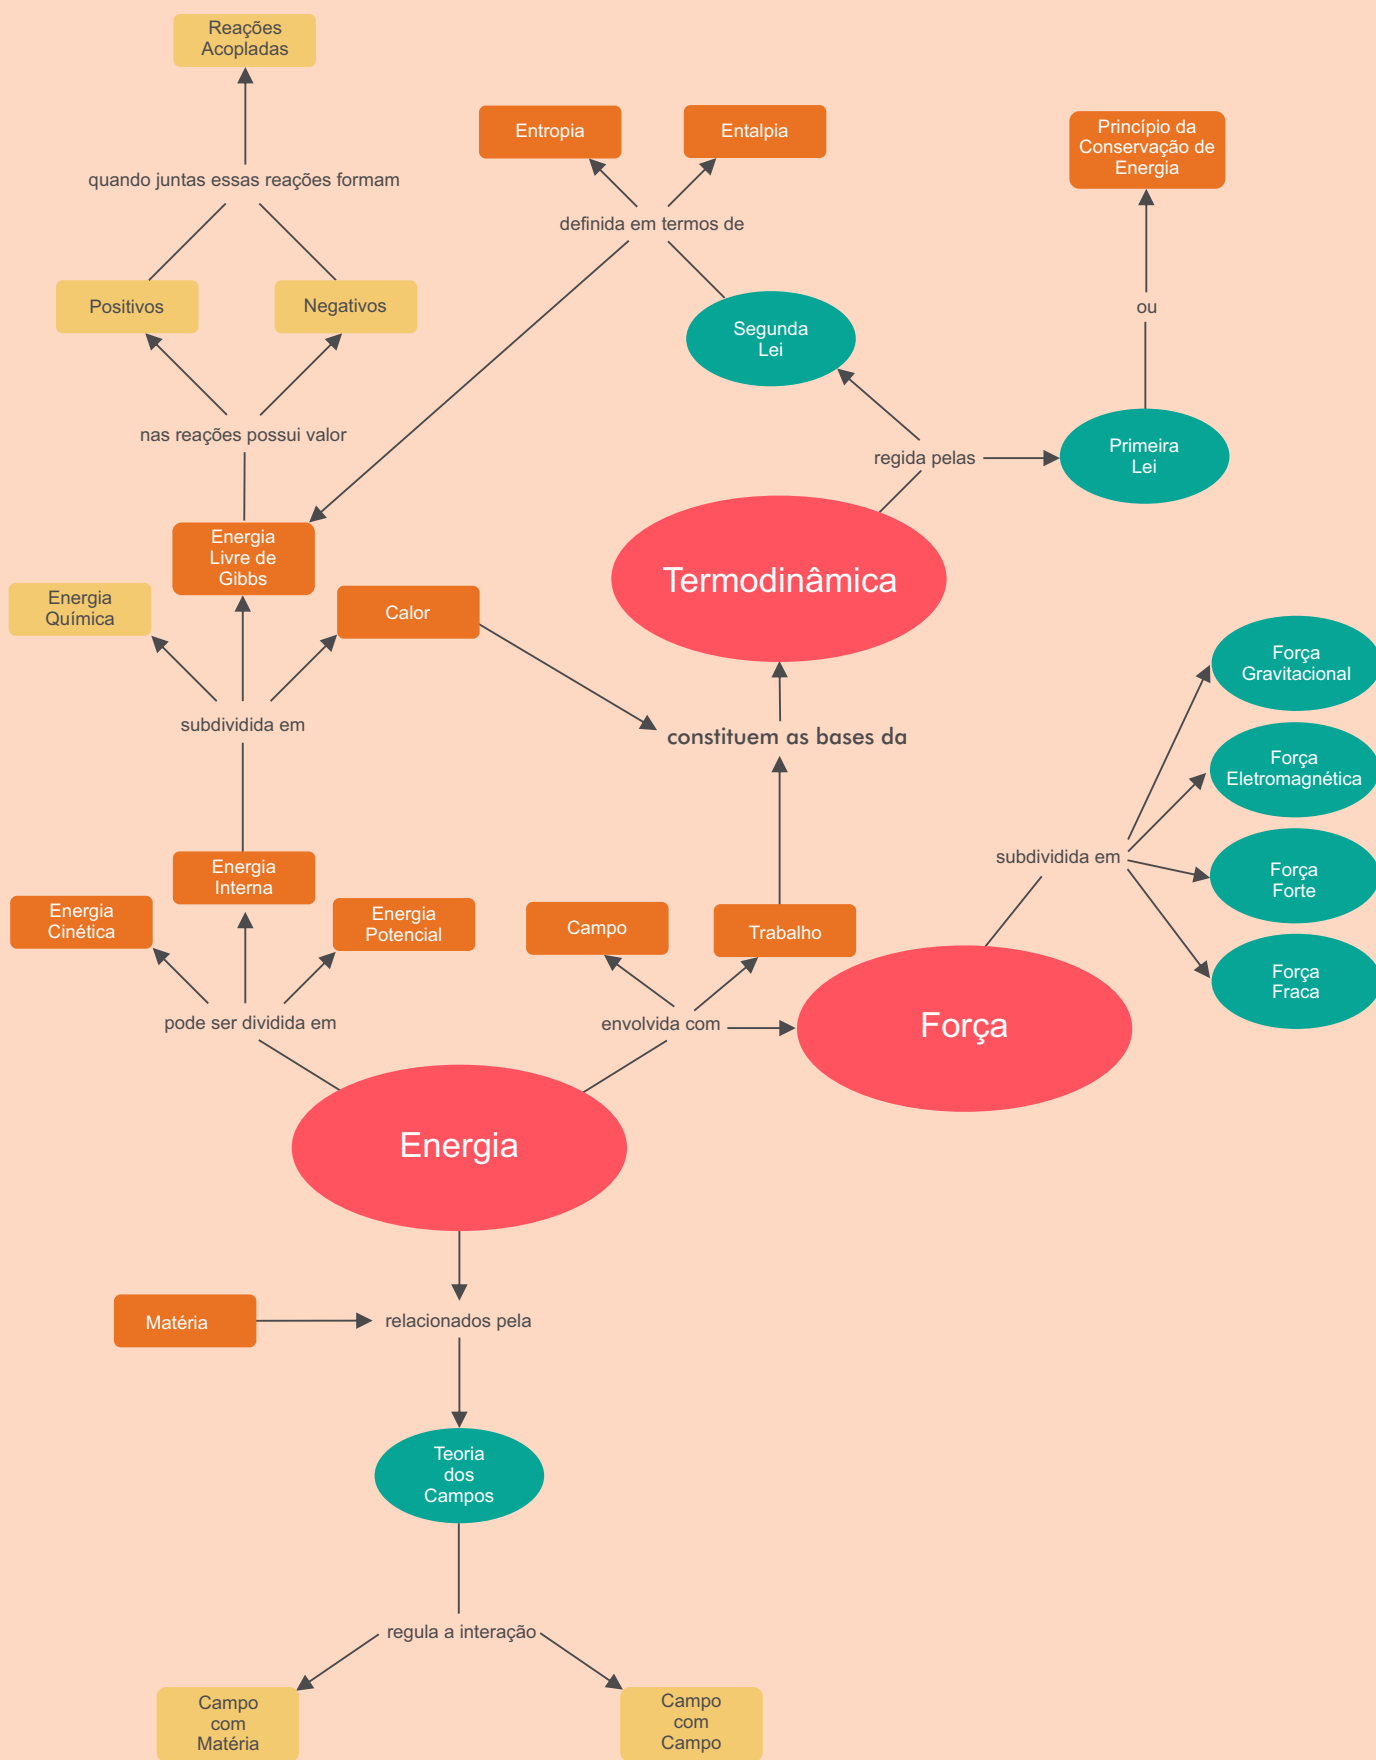 Reações
Acopladas
Entropia
Entalpia
Princípio da
Conservação de
Energia
quando juntas essas reações formam
definida em termos de
Positivos
Negativos
ou
Segunda
Lei
nas reações possui valor
regida pelas
Primeira
Lei
Energia
Livre de
Gibbs
Termodinâmica
Energia
Química
Calor
Força
Gravitacional
subdividida em
constituem as bases da
Força
Eletromagnética
subdividida em
Força
Forte
Energia
Interna
Energia
Cinética
Energia
Potencial
Campo
Trabalho
Força
Fraca
pode ser dividida em
envolvida com
Força
Energia
Matéria
relacionados pela
Teoria
dos
Campos
regula a interação
Campo
com
Matéria
Campo
com
Campo